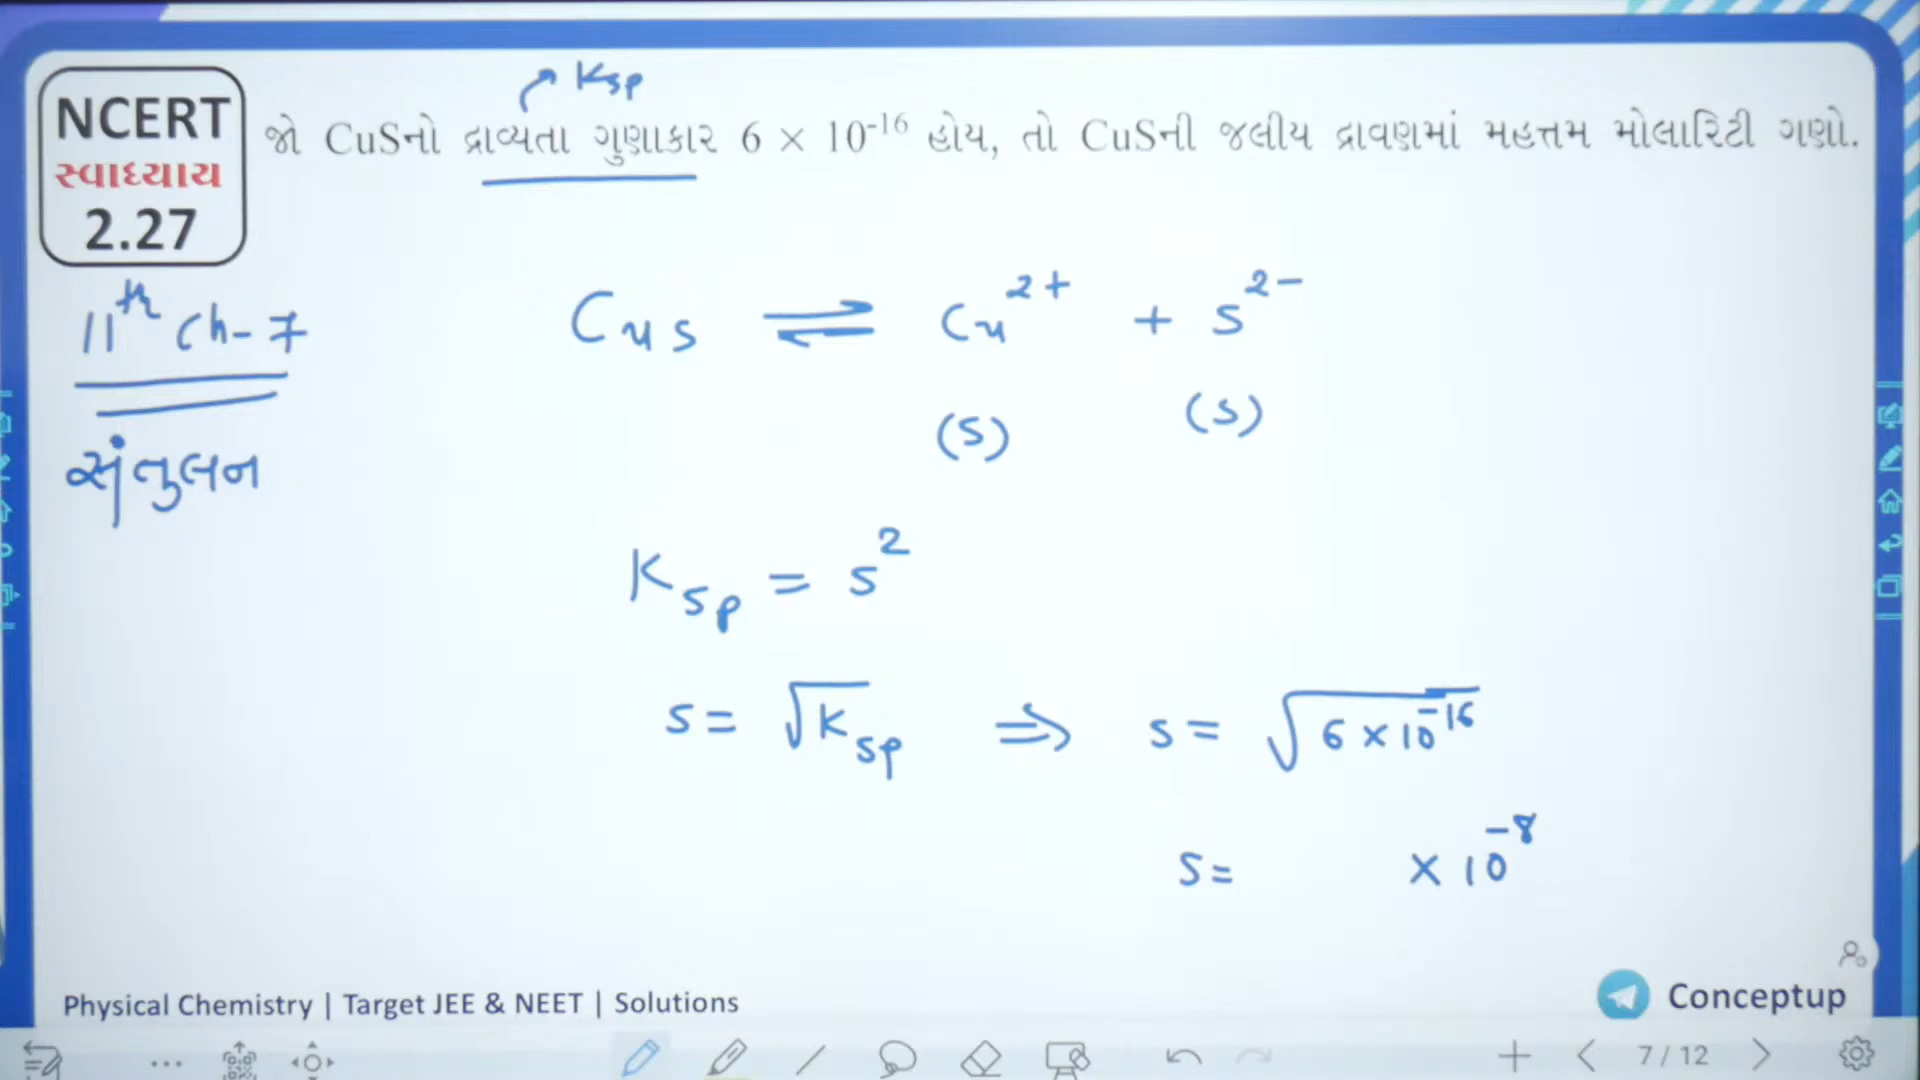 NCERT
સ્વાધ્યાય
2.27
Ksp
જો CuSનો દ્રાવ્યતા ગુણાકાર 6 × 10⁻¹⁶ હોય, તો CuSની જલીય દ્રાવણમાં મહત્તમ મોલારિટી ગણો.
11th Ch-7
સંતુલન
CuS ⇌ Cu²⁺ + S²⁻
(S) (S)
Ksp = s²
s = √Ksp ⇒ s = √6 × 10⁻¹⁶
s = × 10⁻⁸
Physical Chemistry | Target JEE & NEET | Solutions
Conceptup
7 / 12